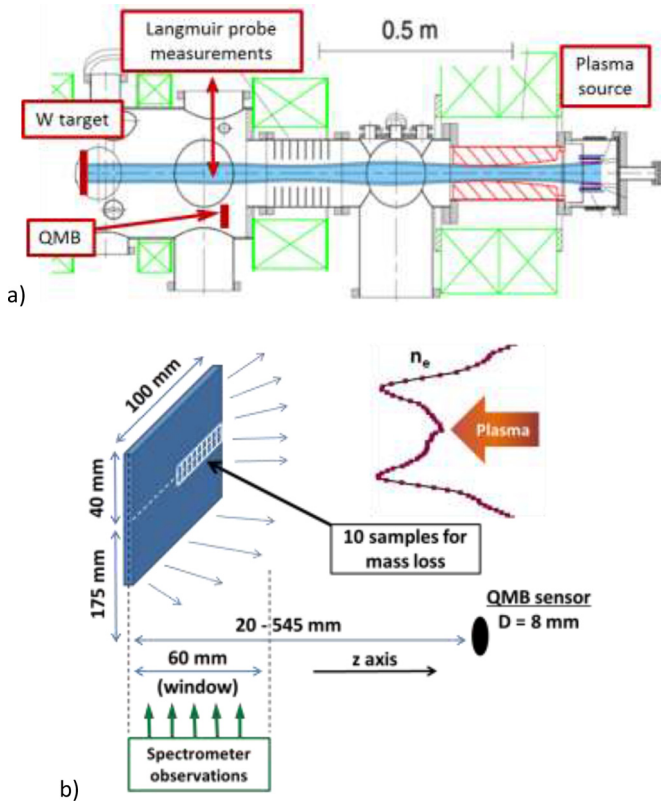 Langmuir probe
measurements
0.5 m
Plasma
source
W target
QMB
a)
100 mm
nₑ
Plasma
40 mm
10 samples for
mass loss
175 mm
QMB sensor
D = 8 mm
20 - 545 mm
60 mm
(window)
z axis
Spectrometer
observations
b)